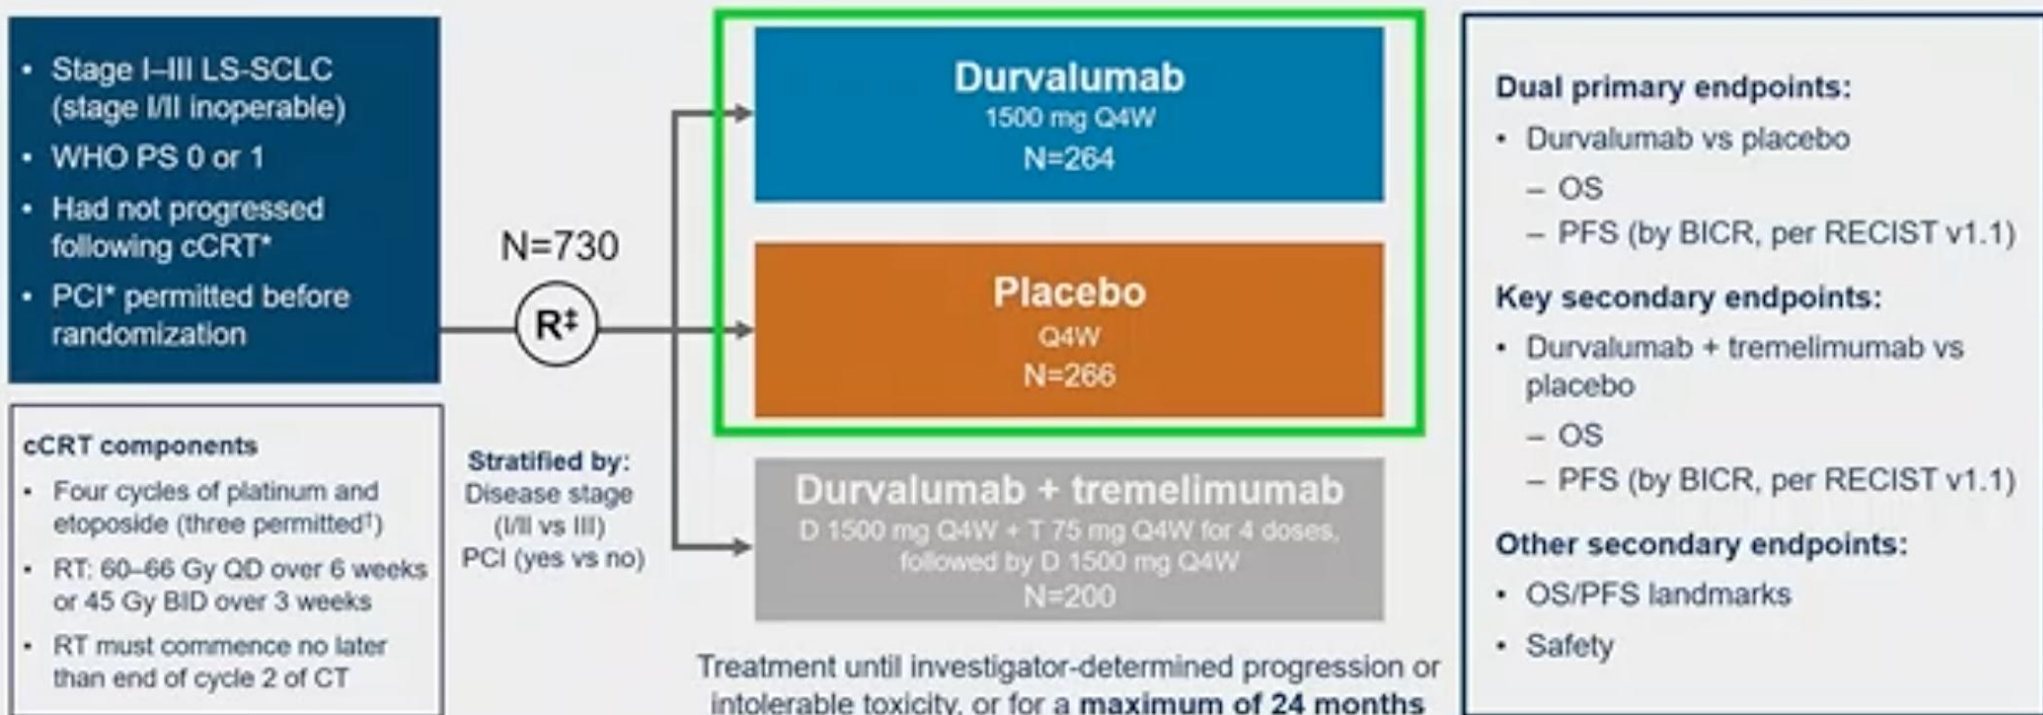 • Stage I–III LS-SCLC
(stage I/II inoperable)
• WHO PS 0 or 1
• Had not progressed
following cCRT*
• PCI* permitted before
randomization
cCRT components
• Four cycles of platinum and
etoposide (three permitted†)
• RT: 60–66 Gy QD over 6 weeks
or 45 Gy BID over 3 weeks
• RT must commence no later
than end of cycle 2 of CT
N=730
R‡
Stratified by:
Disease stage
(I/II vs III)
PCI (yes vs no)
Durvalumab
1500 mg Q4W
N=264
Placebo
Q4W
N=266
Durvalumab + tremelimumab
D 1500 mg Q4W + T 75 mg Q4W for 4 doses,
followed by D 1500 mg Q4W
N=200
Treatment until investigator-determined progression or
intolerable toxicity, or for a maximum of 24 months
Dual primary endpoints:
• Durvalumab vs placebo
– OS
– PFS (by BICR, per RECIST v1.1)
Key secondary endpoints:
• Durvalumab + tremelimumab vs
placebo
– OS
– PFS (by BICR, per RECIST v1.1)
Other secondary endpoints:
• OS/PFS landmarks
• Safety